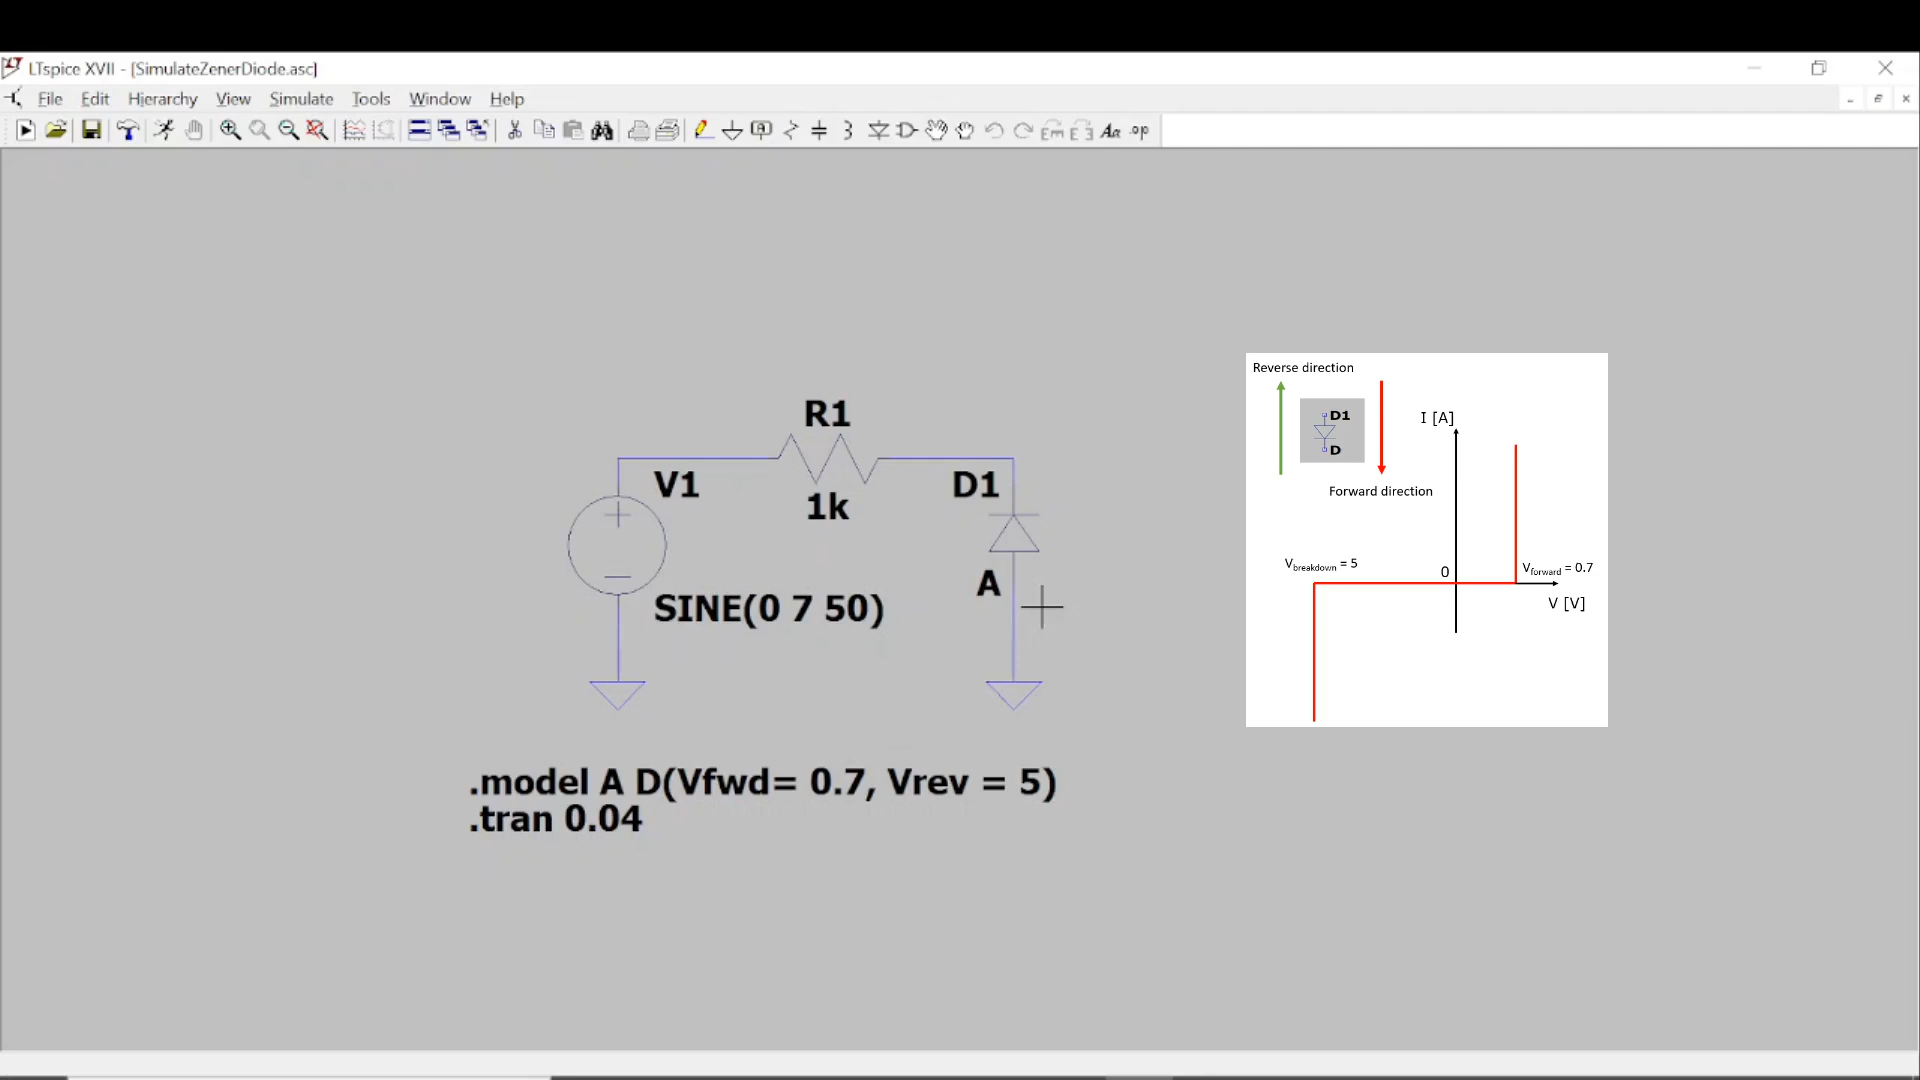 LTspice XVII - [SimulateZenerDiode.asc]
File Edit Hierarchy View Simulate Tools Window Help
.op
R1
V1
1k
D1
A
SINE(0 7 50)
.model A D(Vfwd= 0.7, Vrev = 5)
.tran 0.04
Reverse direction
D1
D
Forward direction
I [A]
Vbreakdown = 5
0
Vforward = 0.7
V [V]